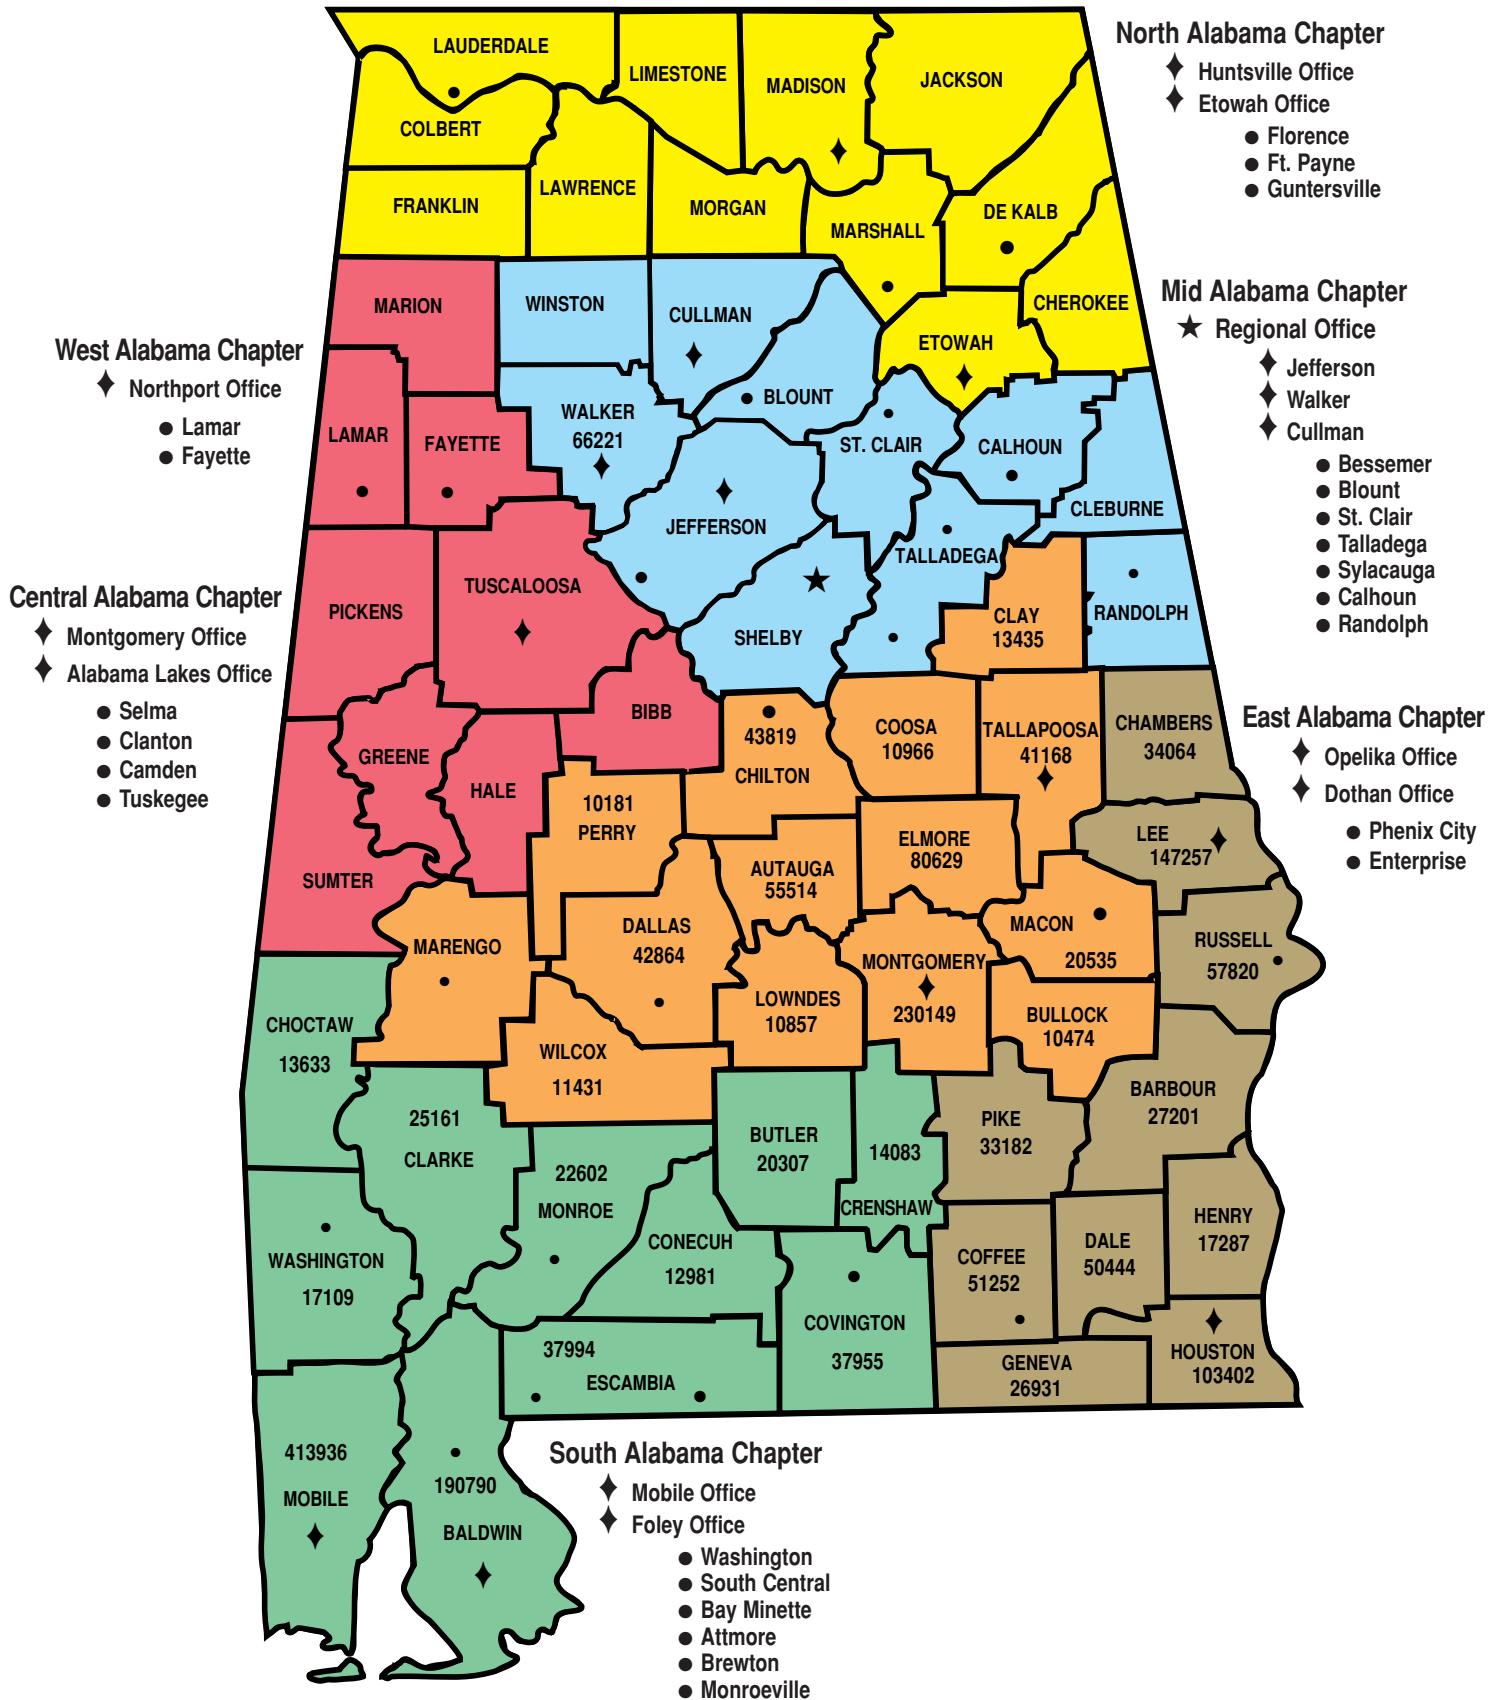 North Alabama Chapter
Huntsville Office
Etowah Office
Florence
Ft. Payne
Guntersville
LAUDERDALE
LIMESTONE
MADISON
JACKSON
COLBERT
LAWRENCE
FRANKLIN
MORGAN
MARSHALL
DE KALB
CHEROKEE
ETOWAH
Mid Alabama Chapter
Regional Office
Jefferson
Walker
Cullman
Bessemer
Blount
St. Clair
Talladega
Sylacauga
Calhoun
Randolph
MARION
WINSTON
CULLMAN
BLOUNT
WALKER
66221
LAMAR
FAYETTE
ST. CLAIR
CALHOUN
CLEBURNE
JEFFERSON
TALLADEGA
West Alabama Chapter
Northport Office
Lamar
Fayette
PICKENS
TUSCALOOSA
SHELBY
CLAY
13435
RANDOLPH
Central Alabama Chapter
Montgomery Office
Alabama Lakes Office
Selma
Clanton
Camden
Tuskegee
BIBB
GREENE
HALE
SUMTER
43819
CHILTON
COOSA
10966
TALLAPOOSA
41168
CHAMBERS
34064
East Alabama Chapter
Opelika Office
Dothan Office
Phenix City
Enterprise
10181
PERRY
AUTAUGA
55514
ELMORE
80629
LEE
147257
MARENGO
DALLAS
42864
MACON
20535
RUSSELL
57820
LOWNDES
10857
MONTGOMERY
230149
BULLOCK
10474
CHOCTAW
13633
WILCOX
11431
BARBOUR
27201
25161
CLARKE
22602
MONROE
BUTLER
20307
14083
CRENSHAW
PIKE
33182
WASHINGTON
17109
CONECUH
12981
COFFEE
51252
DALE
50444
HENRY
17287
37994
ESCAMBIA
COVINGTON
37955
GENEVA
26931
HOUSTON
103402
413936
MOBILE
190790
BALDWIN
South Alabama Chapter
Mobile Office
Foley Office
Washington
South Central
Bay Minette
Attmore
Brewton
Monroeville